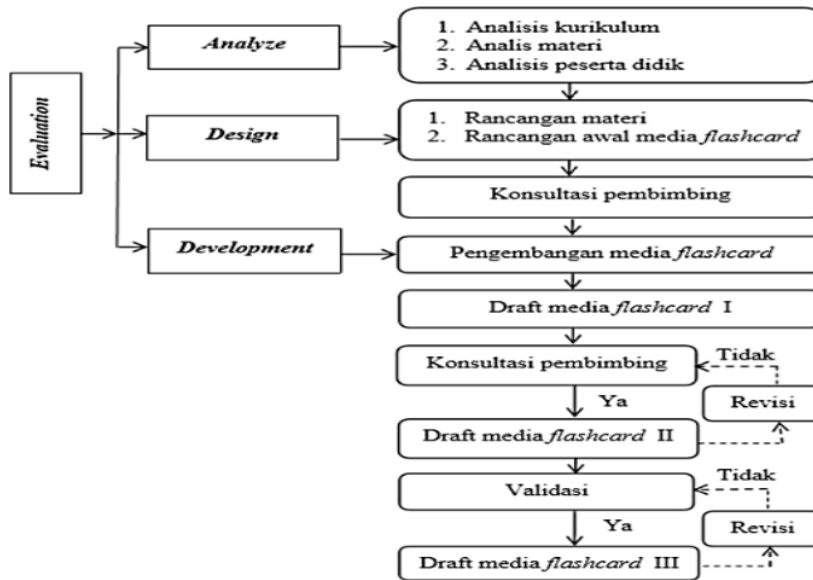 Evaluation
Analyze
1. Analisis kurikulum
2. Analis materi
3. Analisis peserta didik
Design
1. Rancangan materi
2. Rancangan awal media flashcard
Konsultasi pembimbing
Development
Pengembangan media flashcard
Draft media flashcard I
Konsultasi pembimbing
Tidak
Ya
Revisi
Draft media flashcard II
Tidak
Validasi
Ya
Revisi
Draft media flashcard III